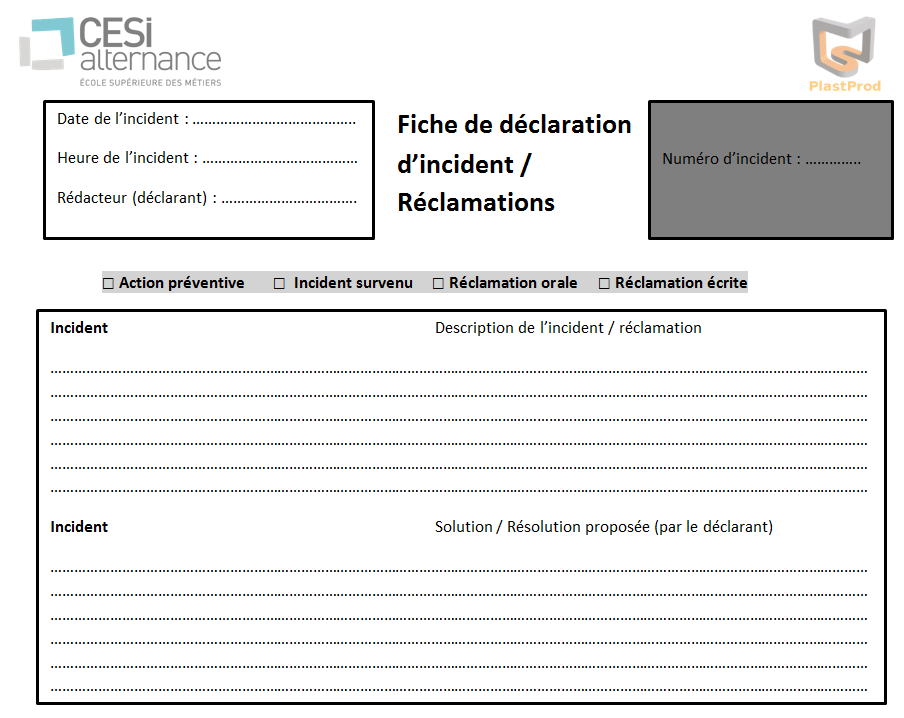 CESi
alternance
ÉCOLE SUPÉRIEURE DES MÉTIERS
PlastProd
Date de l’incident : ……………………………………
Heure de l’incident : …………………………………
Rédacteur (déclarant) : ……………………………
Fiche de déclaration
d’incident /
Réclamations
Numéro d’incident : …………..
☐ Action préventive ☐ Incident survenu ☐ Réclamation orale ☐ Réclamation écrite
Incident Description de l’incident / réclamation
Incident Solution / Résolution proposée (par le déclarant)